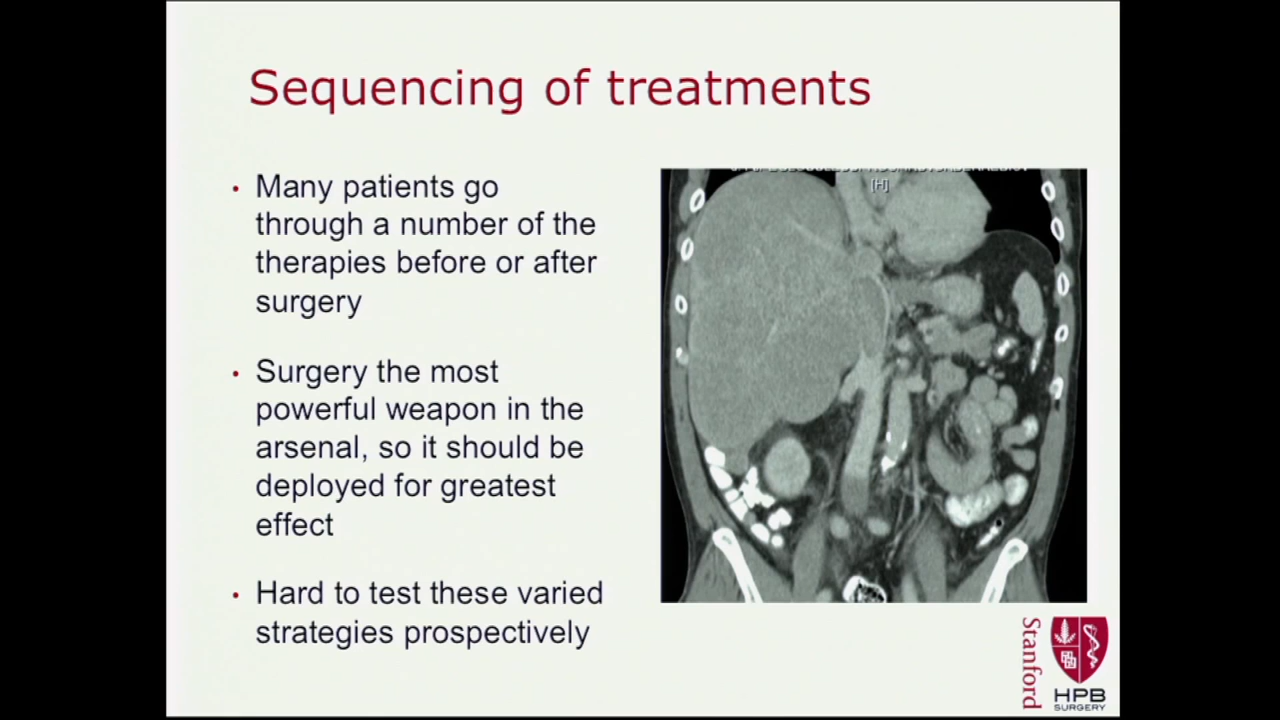 Sequencing of treatments
• Many patients go
through a number of the
therapies before or after
surgery
• Surgery the most
powerful weapon in the
arsenal, so it should be
deployed for greatest
effect
• Hard to test these varied
strategies prospectively
[H]
Stanford
HPB
SURGERY